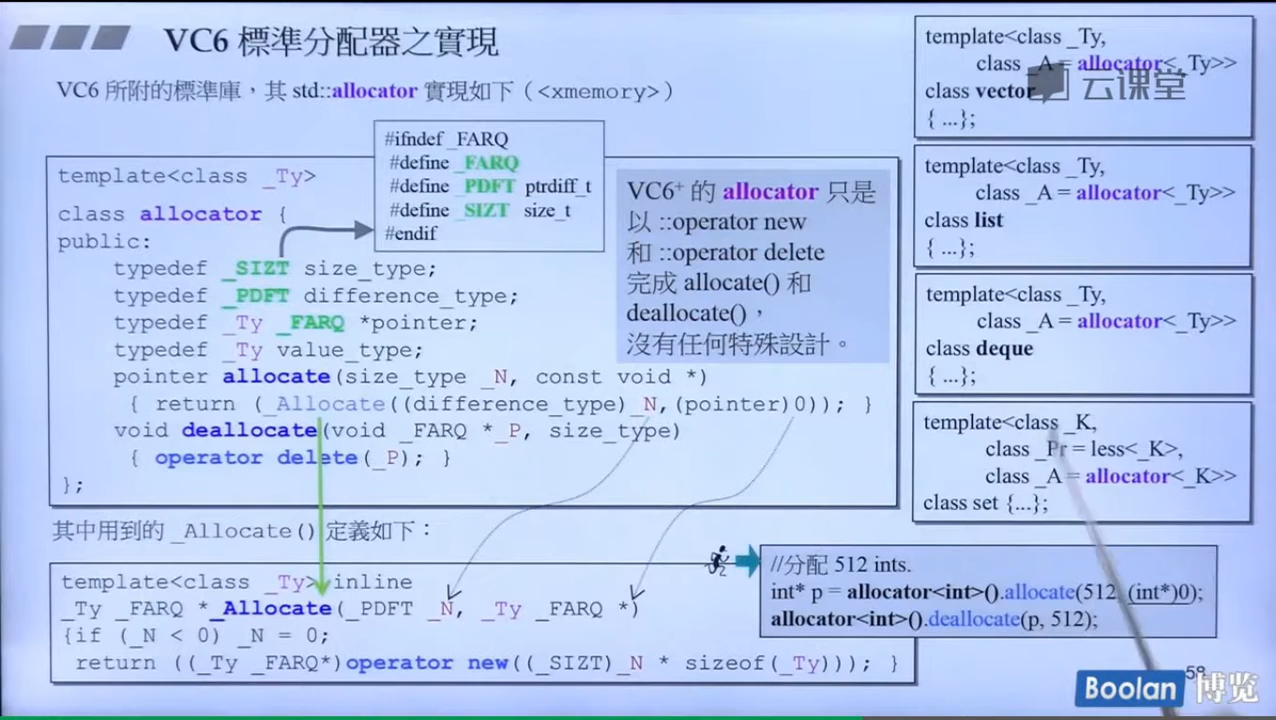 VC6 標準分配器之實現
VC6 所附的標準庫，其 std::allocator 實現如下（<xmemory>）
#ifndef _FARQ
#define _FARQ
#define _PDFT ptrdiff_t
#define _SIZT size_t
#endif
template<class _Ty>
class allocator {
public:
typedef _SIZT size_type;
typedef _PDFT difference_type;
typedef _Ty _FARQ *pointer;
typedef _Ty value_type;
pointer allocate(size_type _N, const void *)
{ return (_Allocate((difference_type)_N,(pointer)0)); }
void deallocate(void _FARQ *_P, size_type)
{ operator delete(_P); }
};
VC6+ 的 allocator 只是
以 ::operator new
和 ::operator delete
完成 allocate() 和
deallocate()，
沒有任何特殊設計。
其中用到的 _Allocate() 定義如下：
template<class _Ty> inline
_Ty _FARQ *_Allocate(_PDFT _N, _Ty _FARQ *)
{if (_N < 0) _N = 0;
return ((_Ty _FARQ*)operator new((_SIZT)_N * sizeof(_Ty))); }
template<class _Ty,
class _A = allocator<_Ty>>
class vector
{ ...};
云课堂
template<class _Ty,
class _A = allocator<_Ty>>
class list
{ ...};
template<class _Ty,
class _A = allocator<_Ty>>
class deque
{ ...};
template<class _K,
class _Pr = less<_K>,
class _A = allocator<_K>>
class set {...};
//分配 512 ints.
int* p = allocator<int>().allocate(512, (int*)0);
allocator<int>().deallocate(p, 512);
58
Boolan 博览